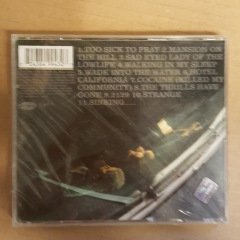 1.TOO SICK TO PRAY 2.MANSION ON
THE HILL 3.SAD EYED LADY OF THE
LOWLIFE 4.WALKING IN MY SLEEP
5.WADE INTO THE WATER 6.HOTEL
CALIFORNIA 7.COCAINE (KILLED MY
COMMUNITY) 8.THE THRILLS HAVE
GONE 9.2129 10.STRANGE
11.SINKING.....